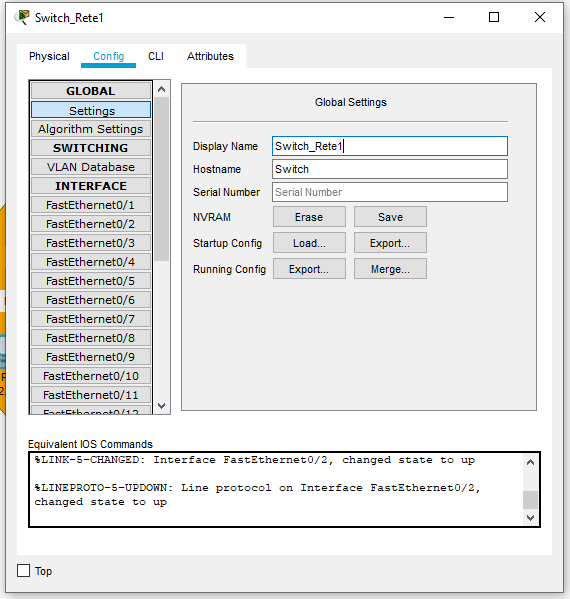 Switch_Rete1
Physical Config CLI Attributes
GLOBAL
Settings
Algorithm Settings
SWITCHING
VLAN Database
INTERFACE
FastEthernet0/1
FastEthernet0/2
FastEthernet0/3
FastEthernet0/4
FastEthernet0/5
FastEthernet0/6
FastEthernet0/7
FastEthernet0/8
FastEthernet0/9
FastEthernet0/10
FastEthernet0/11
FastEthernet0/12
Global Settings
Display Name Switch_Rete1
Hostname Switch
Serial Number Serial Number
NVRAM Erase Save
Startup Config Load... Export...
Running Config Export... Merge...
Equivalent IOS Commands
%LINK-5-CHANGED: Interface FastEthernet0/2, changed state to up
%LINEPROTO-5-UPDOWN: Line protocol on Interface FastEthernet0/2,
changed state to up
Top